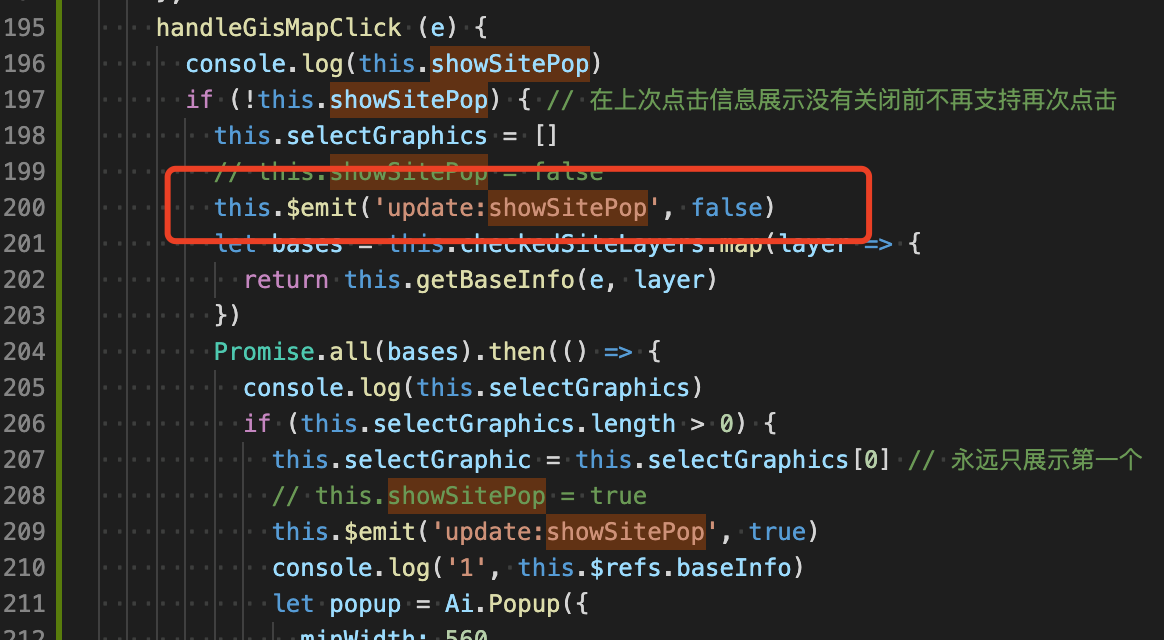 195 handleGisMapClick (e) {
196 console.log(this.showSitePop)
197 if (!this.showSitePop) { // 在上次点击信息展示没有关闭前不再支持再次点击
198 this.selectGraphics = []
199 // this.showSitePop = false
200 this.$emit('update:showSitePop', false)
201 let bases = this.checkedSiteLayers.map(layer => {
202 return this.getBaseInfo(e, layer)
203 })
204 Promise.all(bases).then(() => {
205 console.log(this.selectGraphics)
206 if (this.selectGraphics.length > 0) {
207 this.selectGraphic = this.selectGraphics[0] // 永远只展示第一个
208 // this.showSitePop = true
209 this.$emit('update:showSitePop', true)
210 console.log('1', this.$refs.baseInfo)
211 let popup = Ai.Popup({
212 minWidth: 560